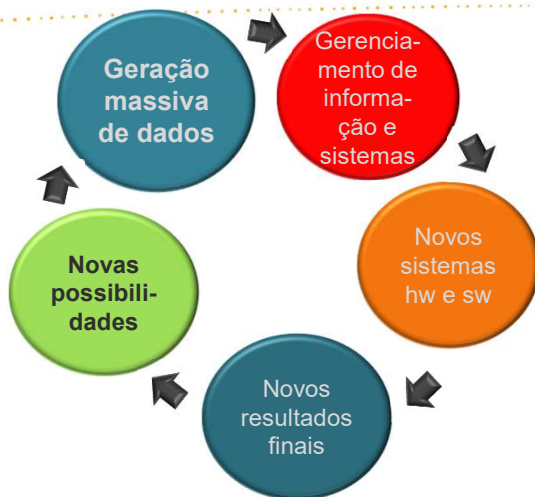 Geração
massiva
de dados
Gerencia-
mento de
informa-
ção e
sistemas
Novos
sistemas
hw e sw
Novos
resultados
finais
Novas
possibili-
dades